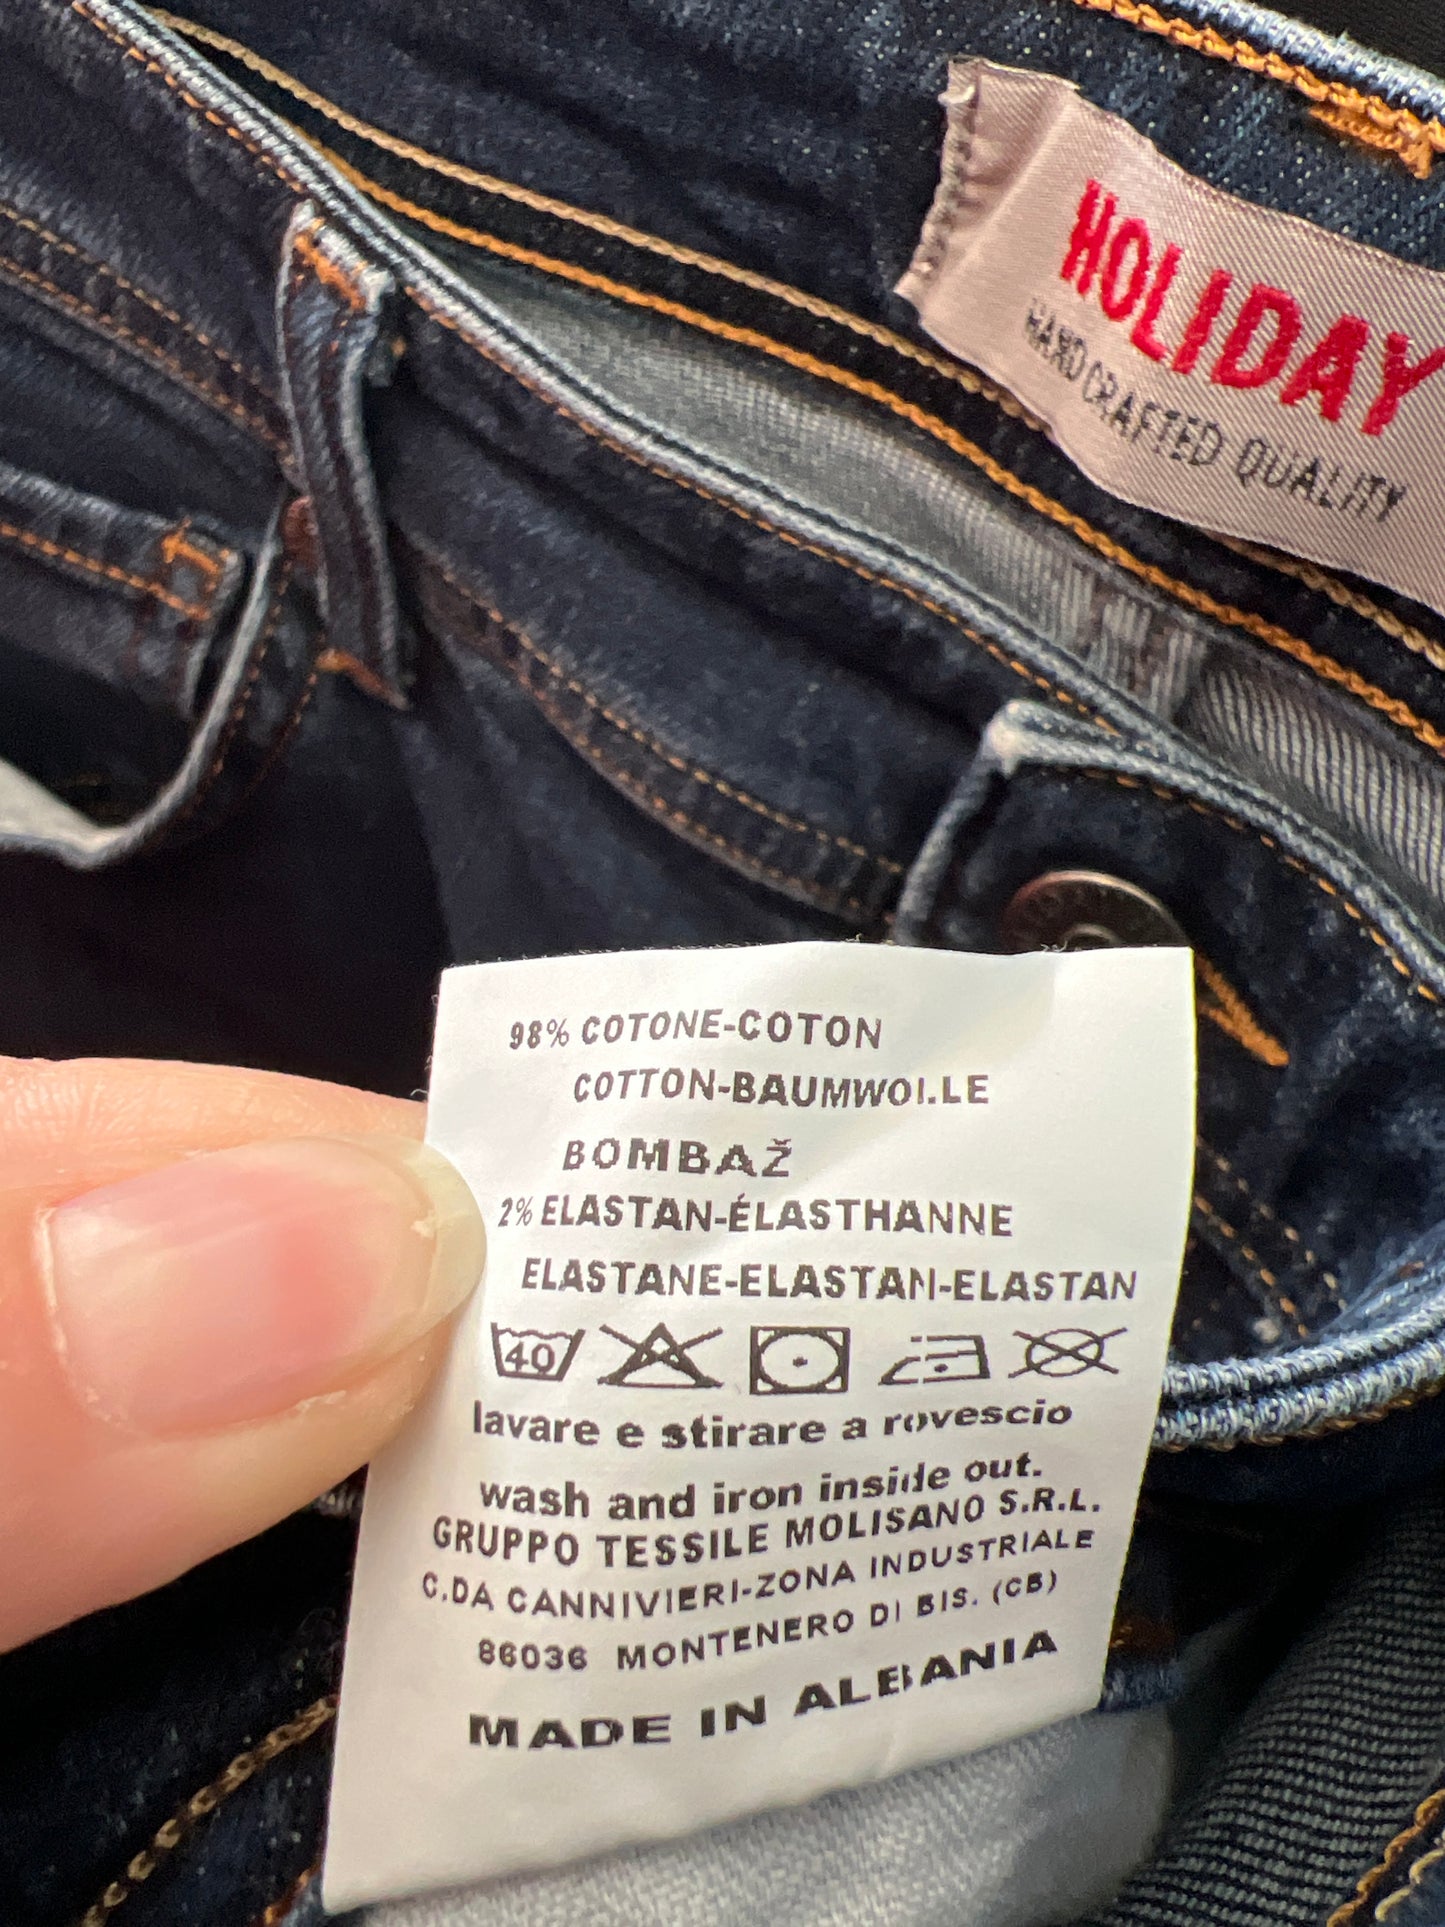 HOLIDAY
HANDCRAFTED QUALITY
98% COTONE-COTON
COTTON-BAUMWOLLE
BOMBAŽ
2% ELASTAN-ÉLASTHANNE
ELASTANE-ELASTAN-ELASTAN
40
lavare e stirare a rovescio
wash and iron inside out.
GRUPPO TESSILE MOLISANO S.R.L.
C.DA CANNIVIERI-ZONA INDUSTRIALE
86036 MONTENERO DI BIS. (CB)
MADE IN ALBANIA